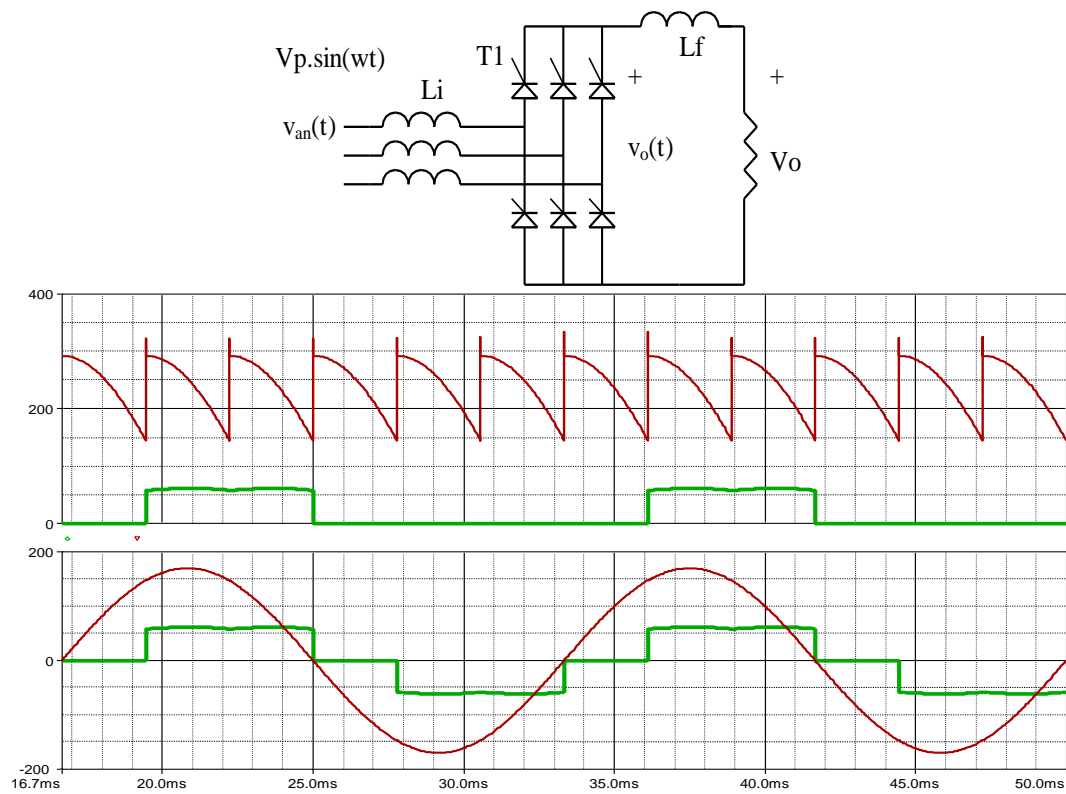 Vp.sin(wt)
T1
Lf
Li
+
+
van(t)
vo(t)
Vo
400
200
0
200
0
-200
16.7ms
20.0ms
25.0ms
30.0ms
35.0ms
40.0ms
45.0ms
50.0ms